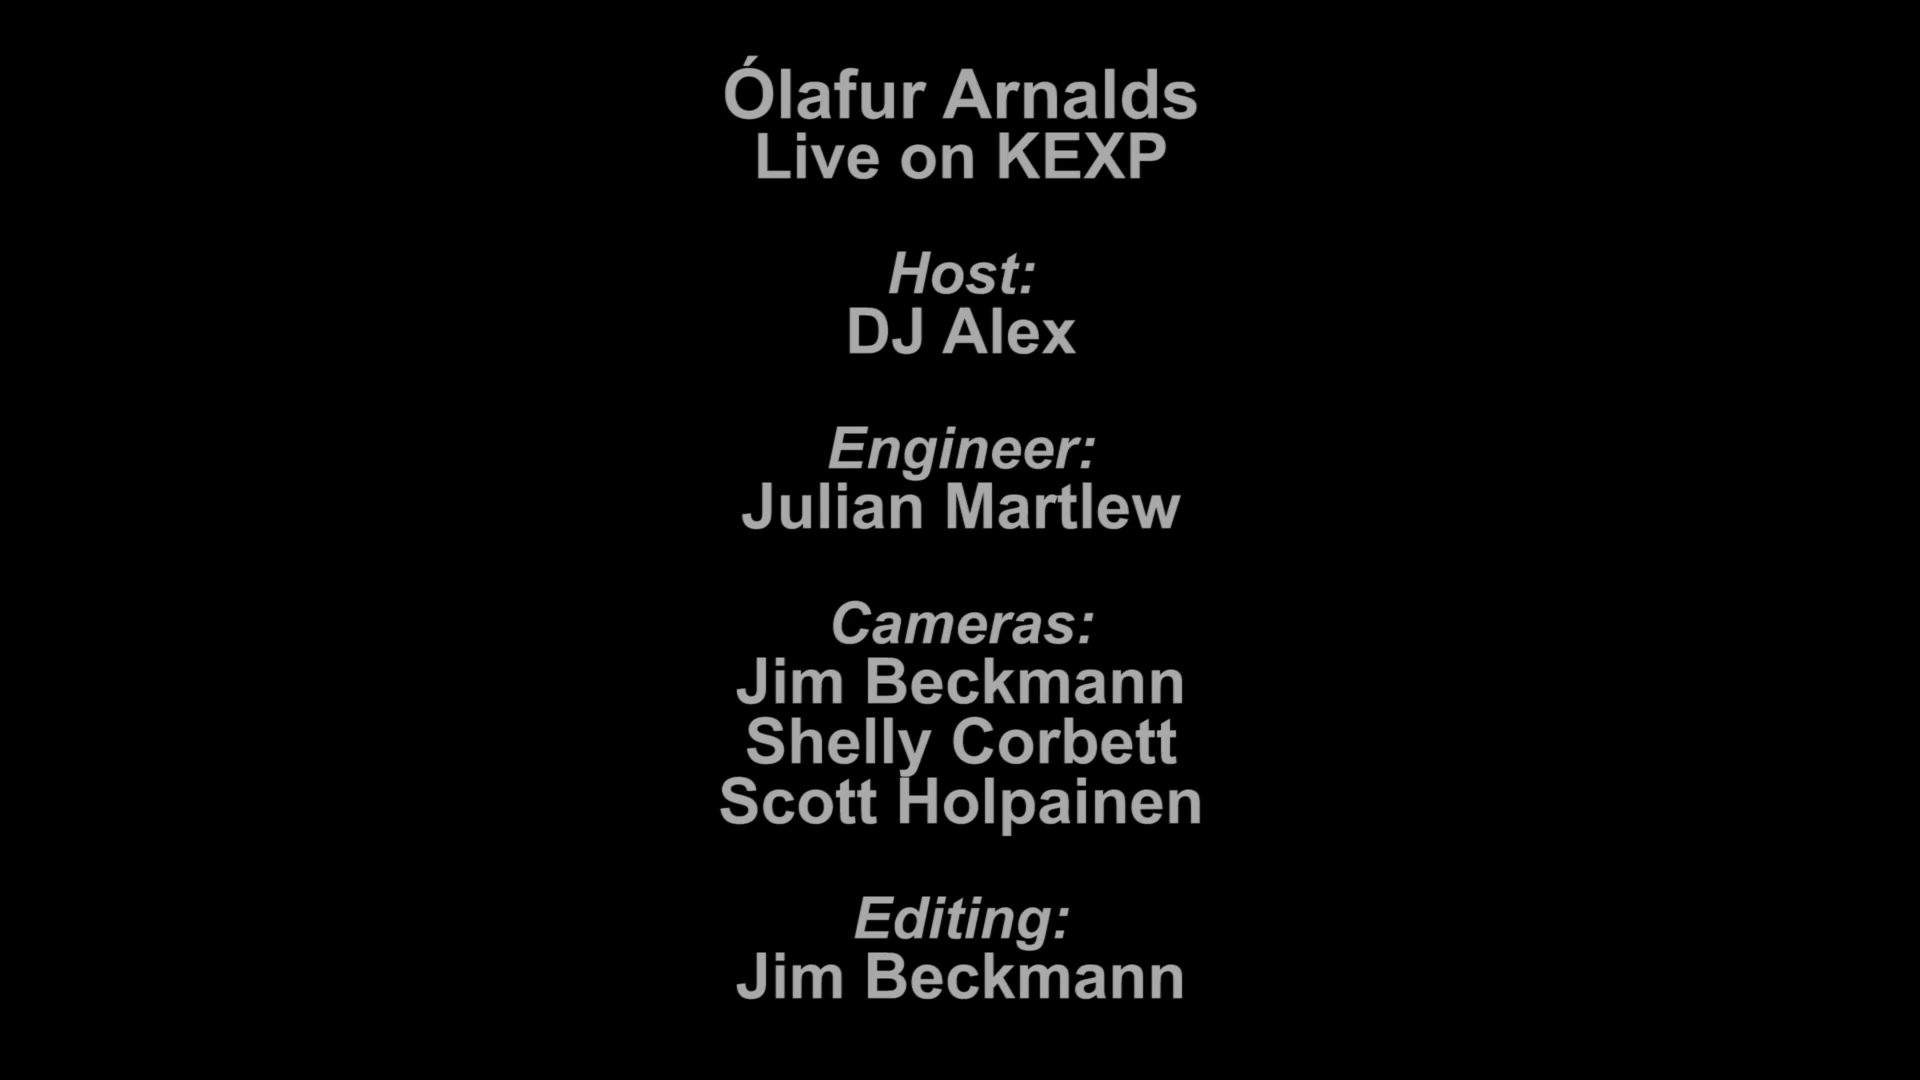 Ólafur Arnalds
Live on KEXP
Host:
DJ Alex
Engineer:
Julian Martlew
Cameras:
Jim Beckmann
Shelly Corbett
Scott Holpainen
Editing:
Jim Beckmann